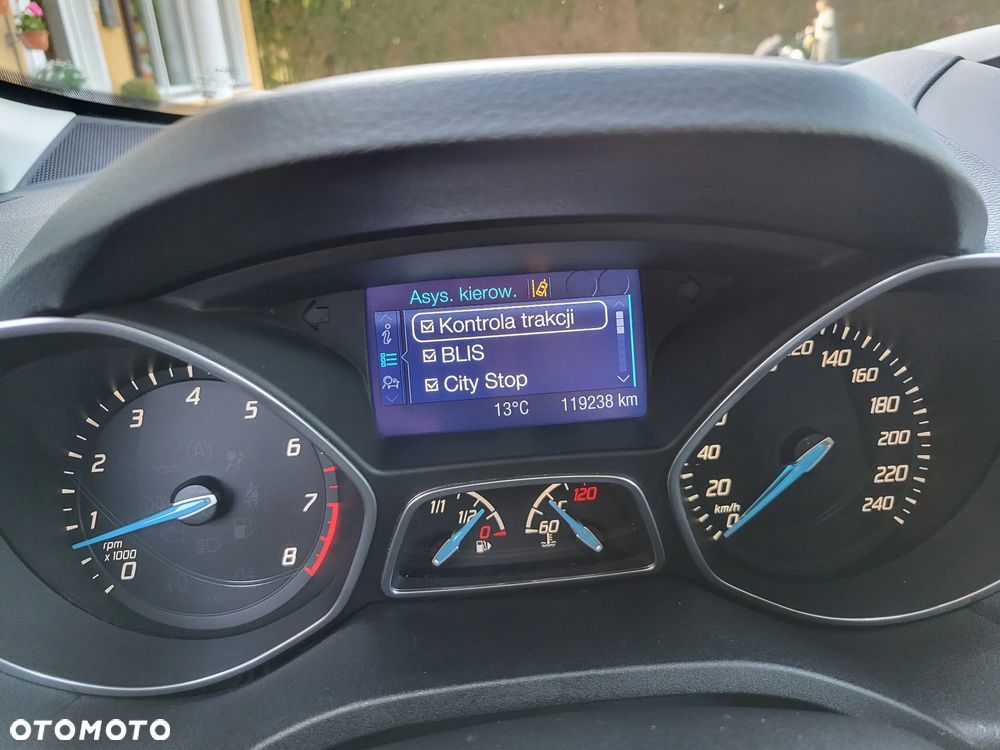 Asys. kierow.
Kontrola trakcji
BLIS
City Stop
13°C 119238 km
0
1
2
3
4
5
6
7
8
rpm
x 1000
1/1
1/2
0
60
°C
120
0
20
40
140
160
180
200
220
240
km/h
OTOMOTO